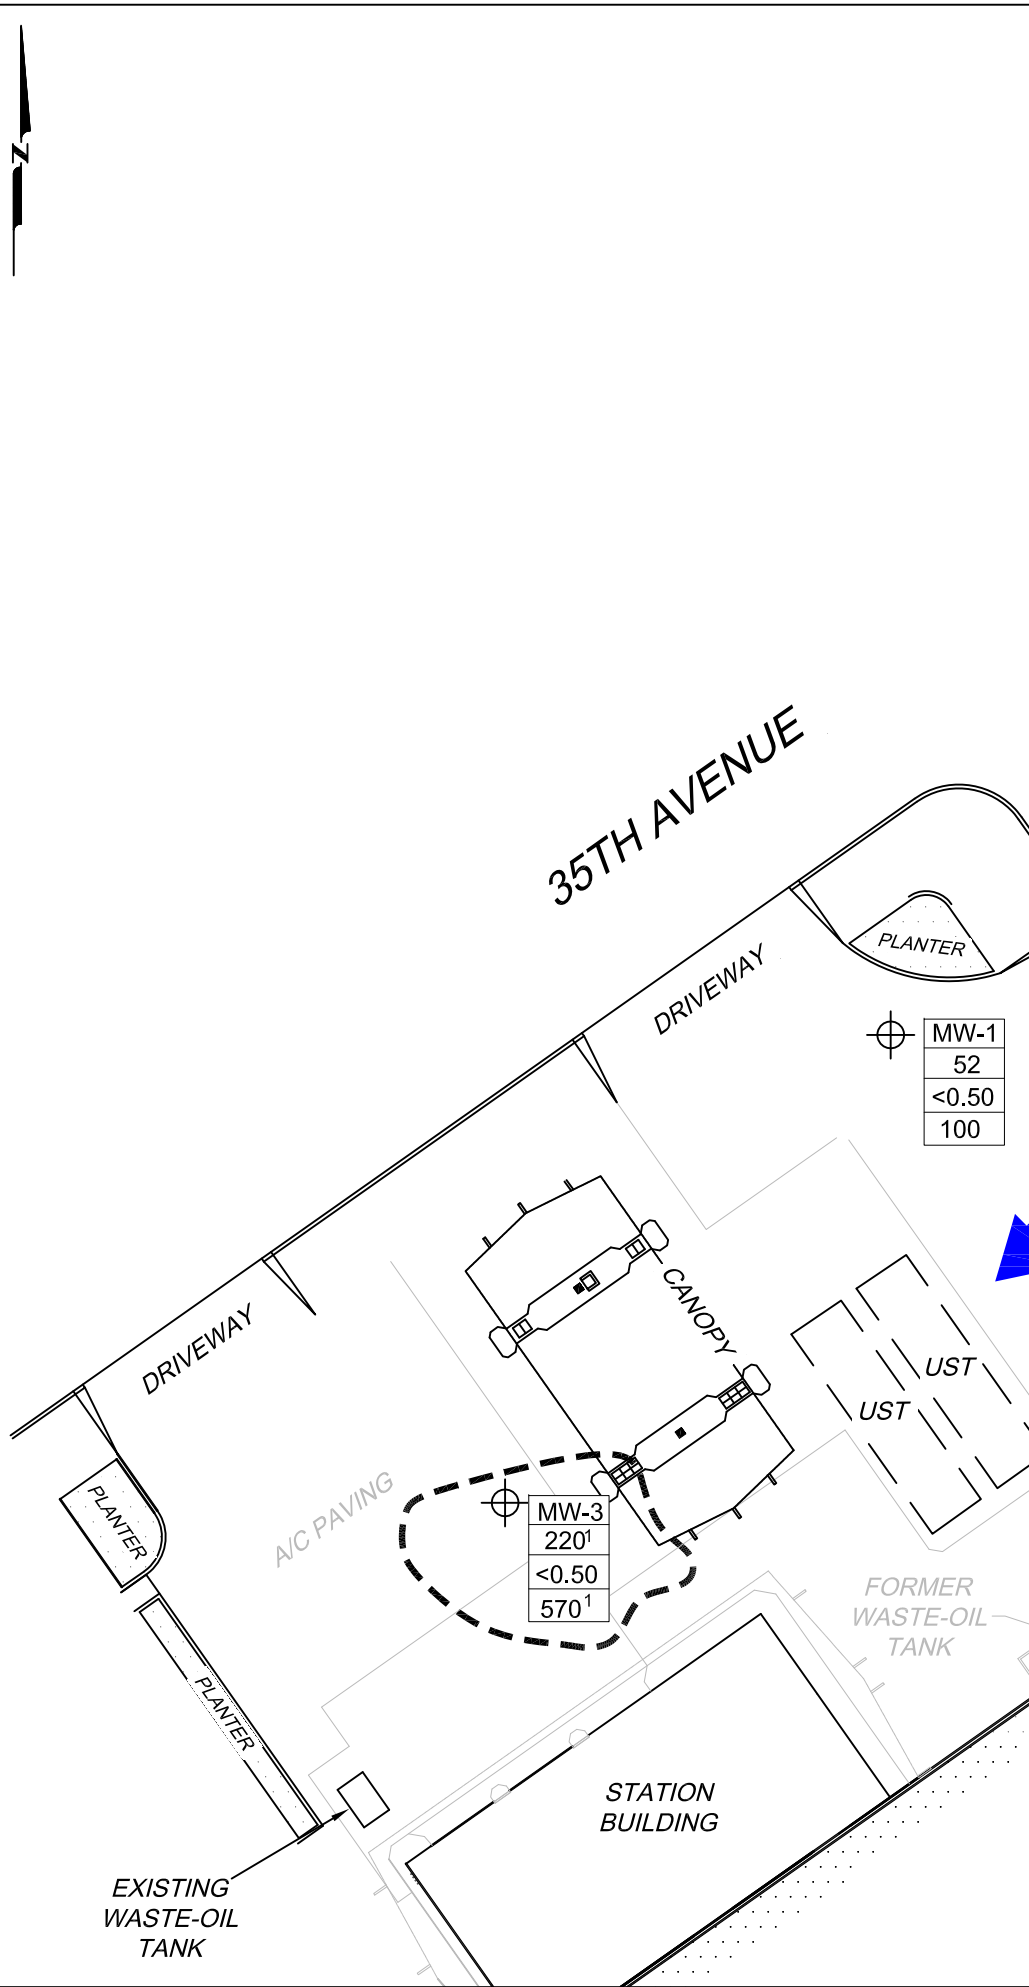 N
35TH AVENUE
PLANTER
DRIVEWAY
MW-1
52
<0.50
100
CANOPY
DRIVEWAY
UST
UST
PLANTER
A/C PAVING
MW-3
220¹
<0.50
570¹
FORMER
WASTE-OIL
TANK
PLANTER
STATION
BUILDING
EXISTING
WASTE-OIL
TANK